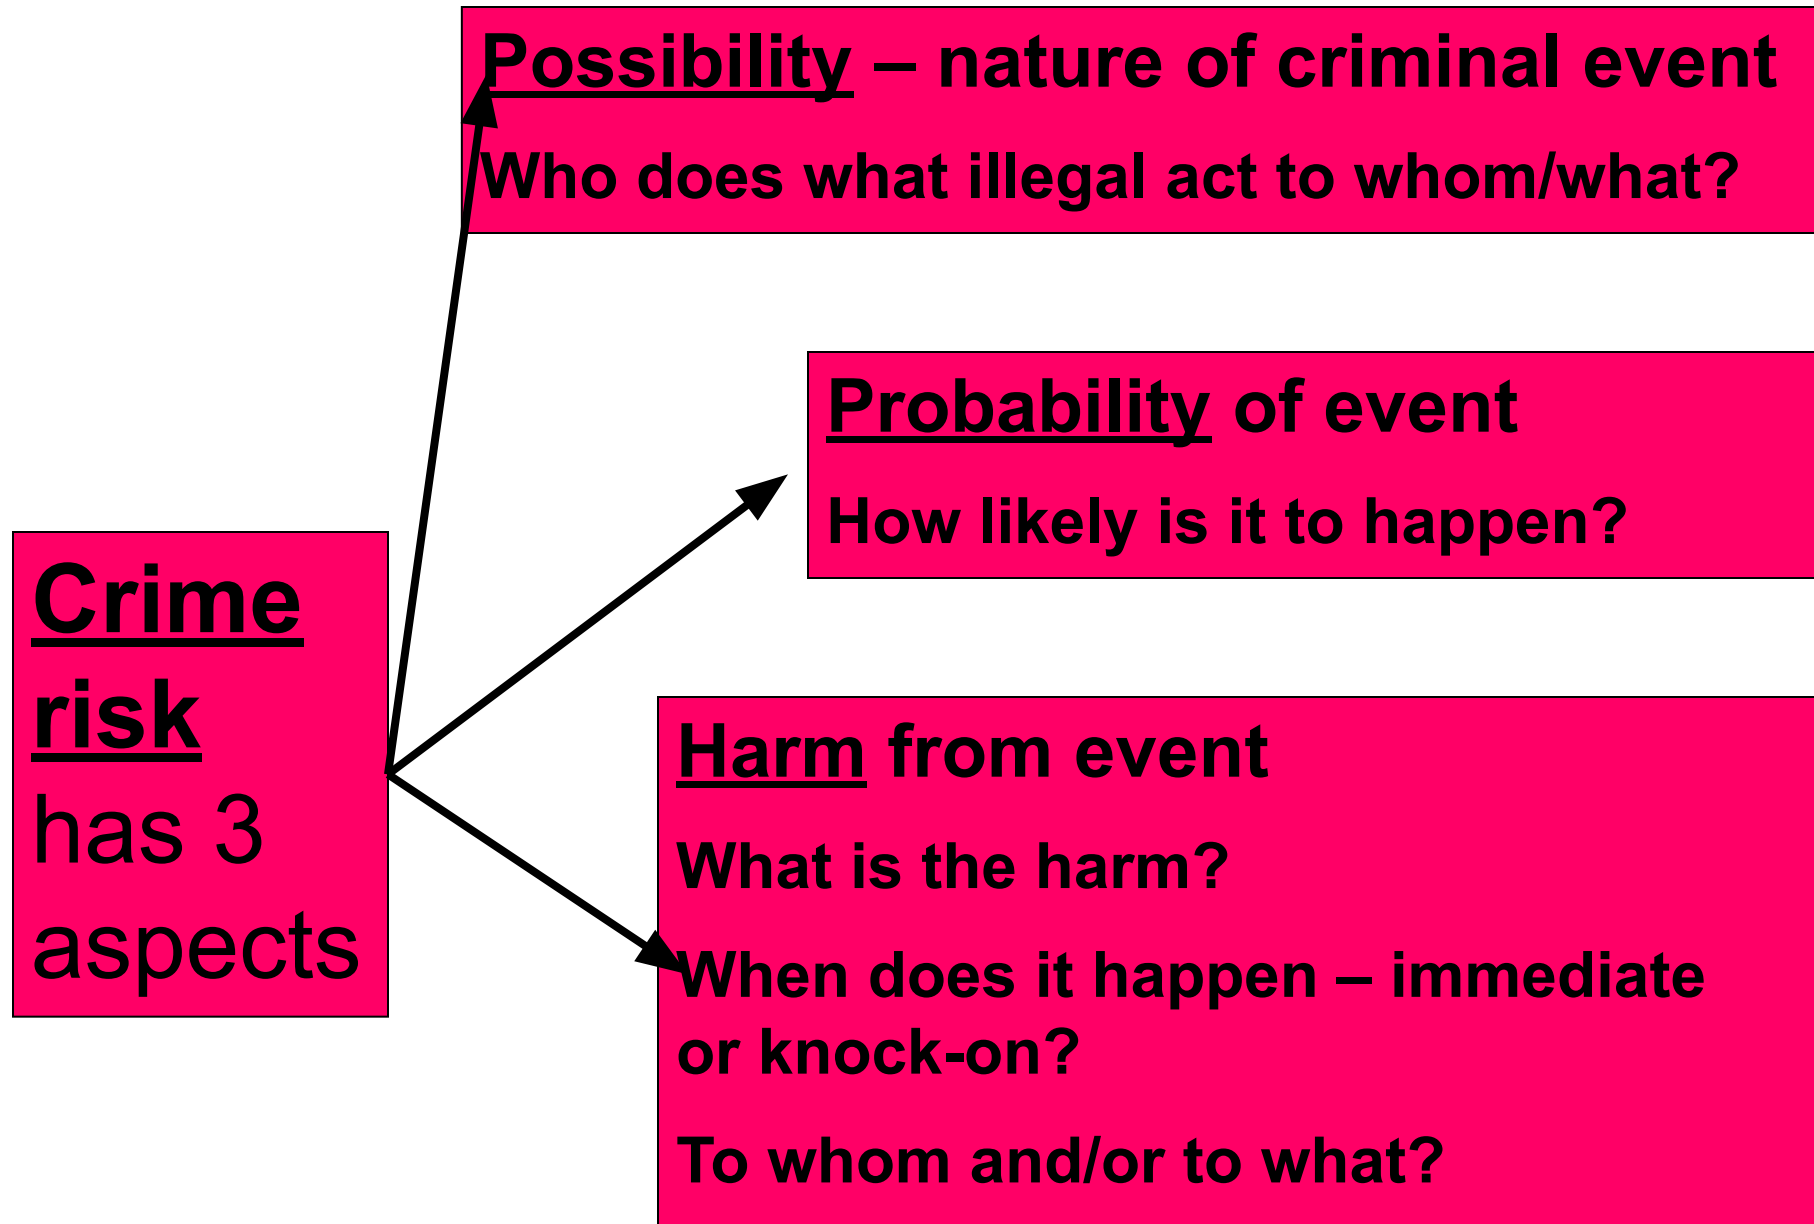 Possibility – nature of criminal event
Who does what illegal act to whom/what?
Probability of event
How likely is it to happen?
Crime
risk
has 3
aspects
Harm from event
What is the harm?
When does it happen – immediate
or knock-on?
To whom and/or to what?